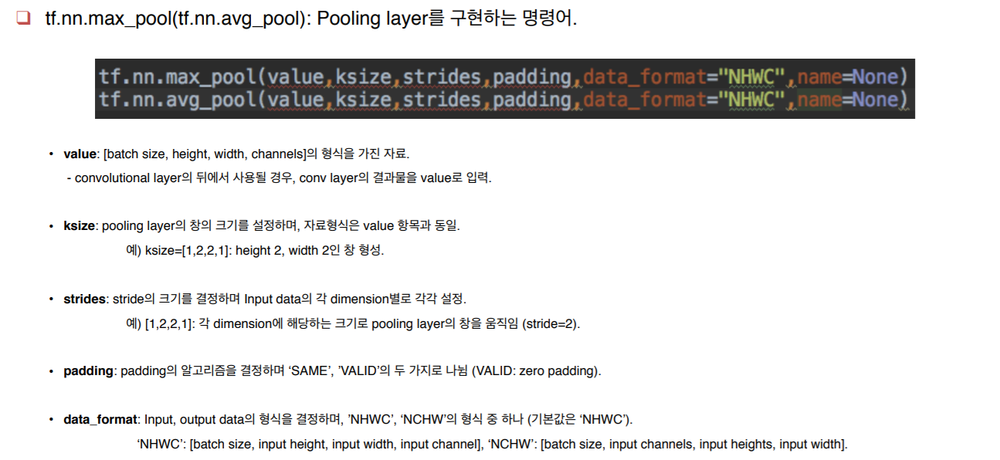 tf.nn.max_pool(tf.nn.avg_pool): Pooling layer를 구현하는 명령어.
tf.nn.max_pool(value,ksize,strides,padding,data_format="NHWC",name=None)
tf.nn.avg_pool(value,ksize,strides,padding,data_format="NHWC",name=None)
• value: [batch size, height, width, channels]의 형식을 가진 자료.
- convolutional layer의 뒤에서 사용될 경우, conv layer의 결과물을 value로 입력.
• ksize: pooling layer의 창의 크기를 설정하며, 자료형식은 value 항목과 동일.
예) ksize=[1,2,2,1]: height 2, width 2인 창 형성.
• strides: stride의 크기를 결정하며 Input data의 각 dimension별로 각각 설정.
예) [1,2,2,1]: 각 dimension에 해당하는 크기로 pooling layer의 창을 움직임 (stride=2).
• padding: padding의 알고리즘을 결정하며 ‘SAME’, ’VALID’의 두 가지로 나뉨 (VALID: zero padding).
• data_format: Input, output data의 형식을 결정하며, ’NHWC’, ‘NCHW’의 형식 중 하나 (기본값은 ‘NHWC’).
‘NHWC’: [batch size, input height, input width, input channel], ‘NCHW’: [batch size, input channels, input heights, input width].